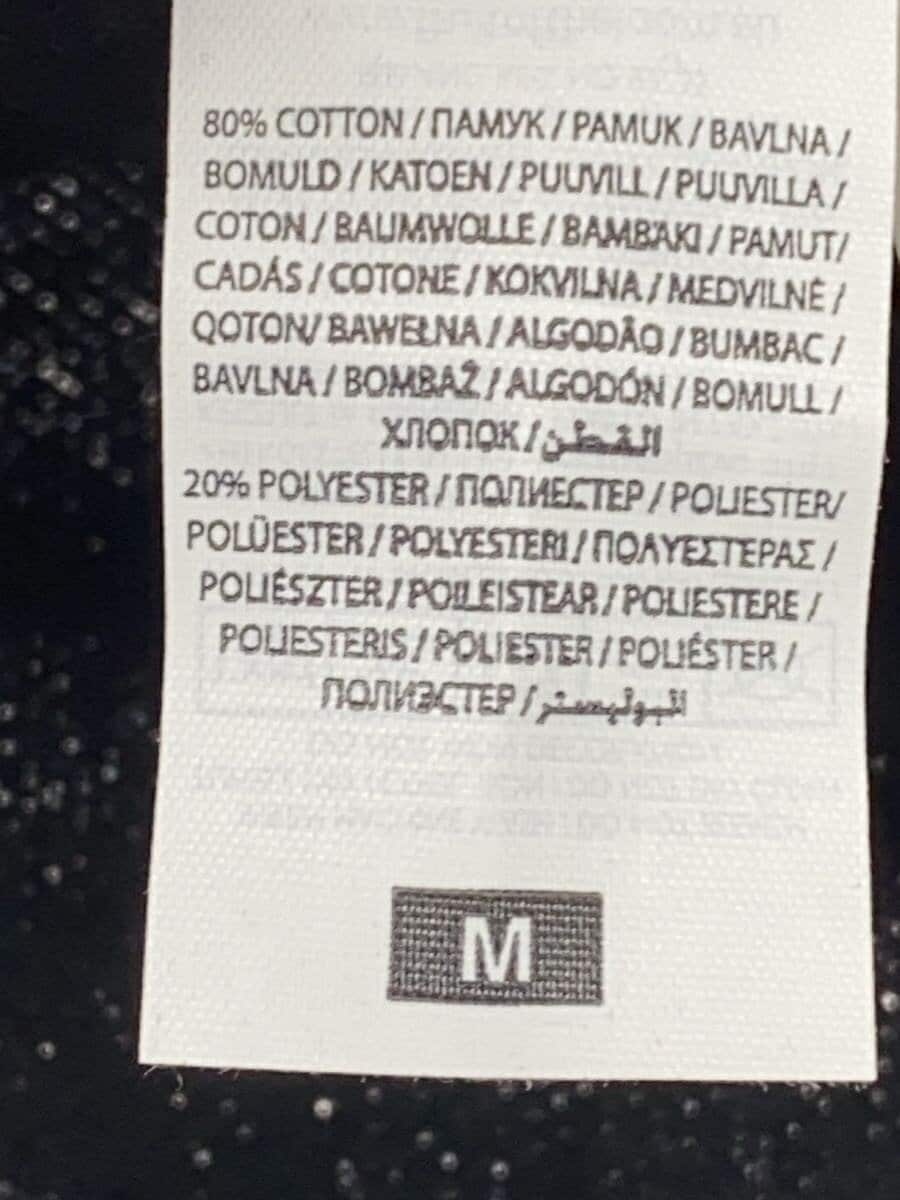 80% COTTON / ПАМУК / PAMUK / BAVLNA /
BOMULD / KATOEN / PUUVILL / PUUVILLA /
COTON / BAUMWOLLE / BAMBAKI / PAMUT/
CADÁS / COTONE / KOKVILNA / MEDVILNĖ /
QOTON/ BAWEŁNA / ALGODÃO / BUMBAC /
BAVLNA / BOMBAŽ / ALGODÓN / BOMULL /
ХЛОПОК / القطن
20% POLYESTER / ПОЛИЕСТЕР / POLIESTER/
POLÜESTER / POLYESTERI / ΠΟΛΥΕΣΤΕΡΑΣ /
POLIÉSZTER / POILEISTEAR / POLIESTERE /
POLIESTERIS / POLIESTER / POLIÉSTER /
ПОЛИЭСТЕР / البوليستر
M